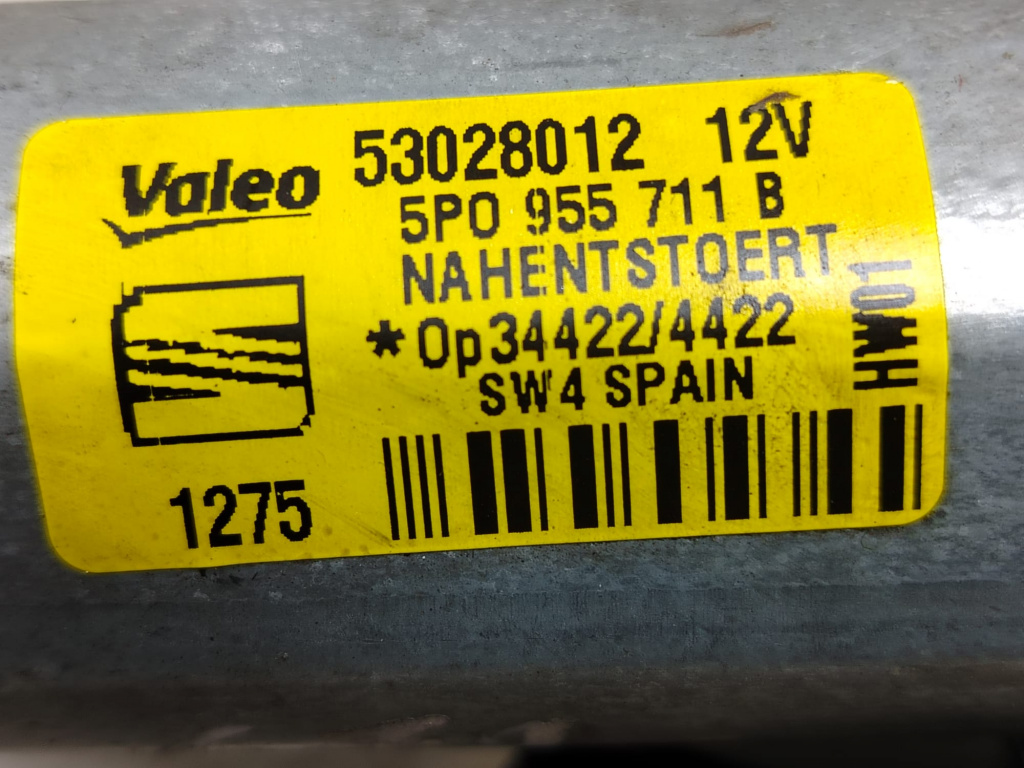 Valeo
53028012 12V
5P0 955 711 B
NAHENTSTOERT
*Op34422/4422
SW4 SPAIN
HW01
1275